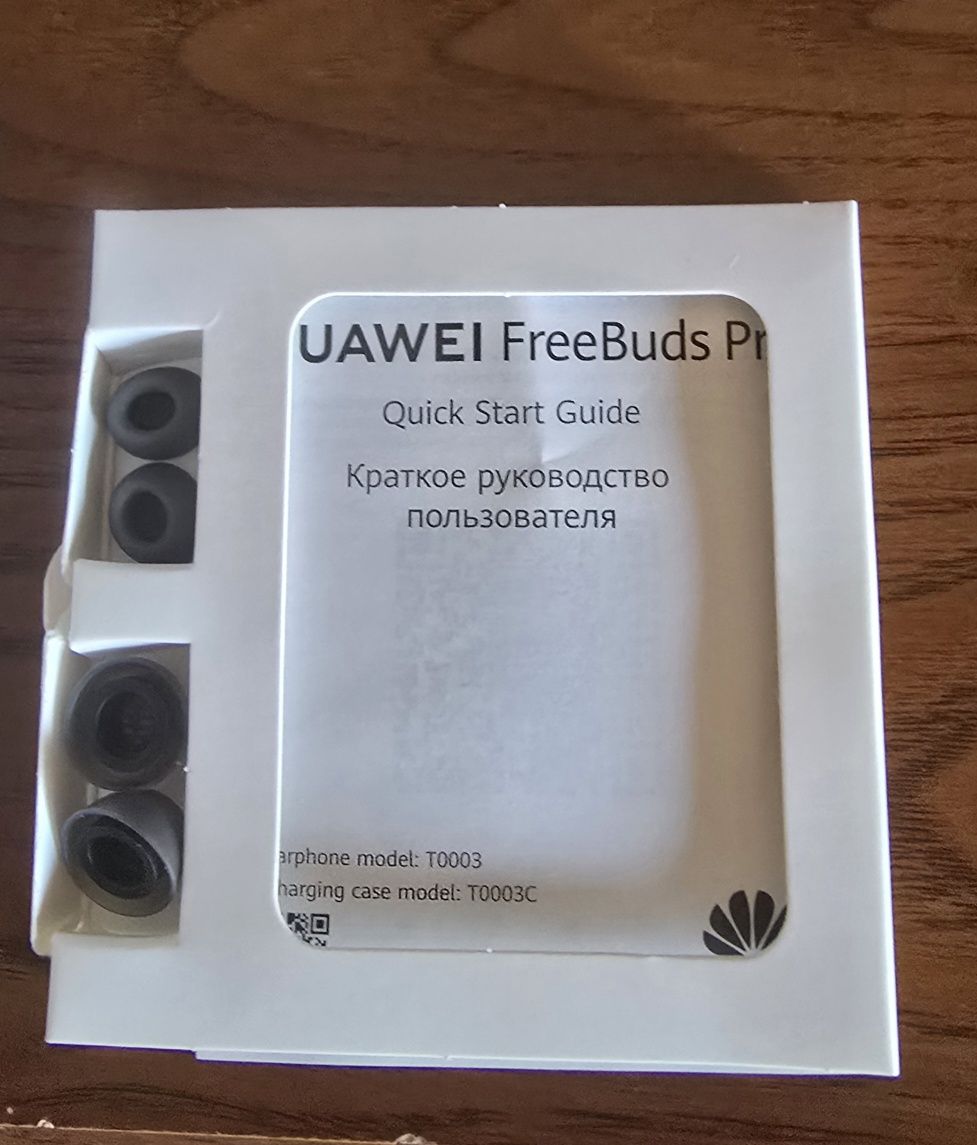 UAWEI FreeBuds Pr
Quick Start Guide
Краткое руководство
пользователя
arphone model: T0003
harging case model: T0003C